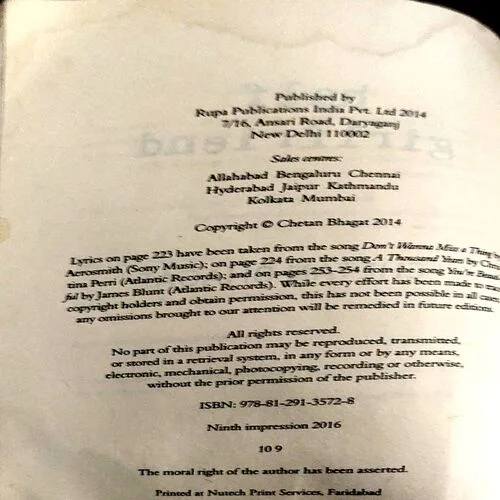 Published by
Rupa Publications India Pvt. Ltd 2014
7/16, Ansari Road, Daryaganj
New Delhi 110002
Sales centres:
Allahabad Bengaluru Chennai
Hyderabad Jaipur Kathmandu
Kolkata Mumbai
Copyright © Chetan Bhagat 2014
Lyrics on page 223 have been taken from the song Don't Wanna Miss a Thing
Aerosmith (Sony Music); on page 224 from the song A Thousand Years by
tina Perri (Atlantic Records); and on pages 253–254 from the song You're
ful by James Blunt (Atlantic Records). While every effort has been made to
copyright holders and obtain permission, this has not been possible in all
any omissions brought to our attention will be remedied in future editions.
All rights reserved.
No part of this publication may be reproduced, transmitted,
or stored in a retrieval system, in any form or by any means,
electronic, mechanical, photocopying, recording or otherwise,
without the prior permission of the publisher.
ISBN: 978-81-291-3572-8
Ninth impression 2016
10 9
The moral right of the author has been asserted.
Printed at Nutech Print Services, Faridabad